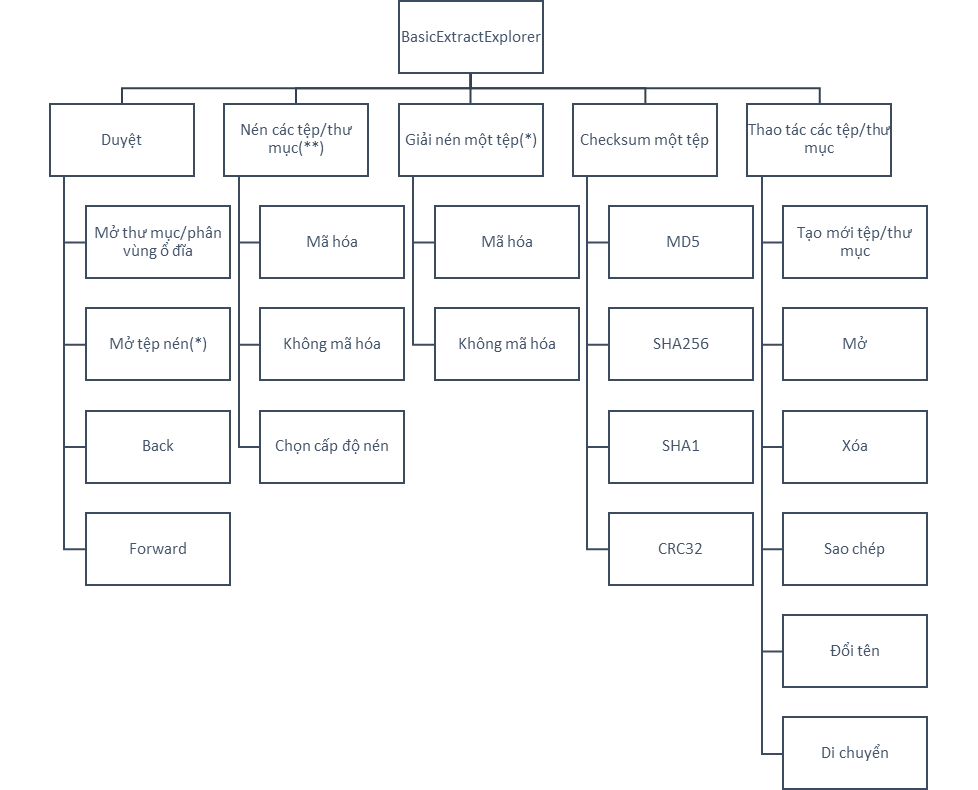 BasicExtractExplorer
Duyệt
Nén các tệp/thư
mục(**)
Giải nén một tệp(*)
Checksum một tệp
Thao tác các tệp/thư
mục
Mở thư mục/phân
vùng ổ đĩa
Mã hóa
Mã hóa
MD5
Tạo mới tệp/thư
mục
Mở tệp nén(*)
Không mã hóa
Không mã hóa
SHA256
Mở
Back
Chọn cấp độ nén
SHA1
Xóa
Forward
CRC32
Sao chép
Đổi tên
Di chuyển